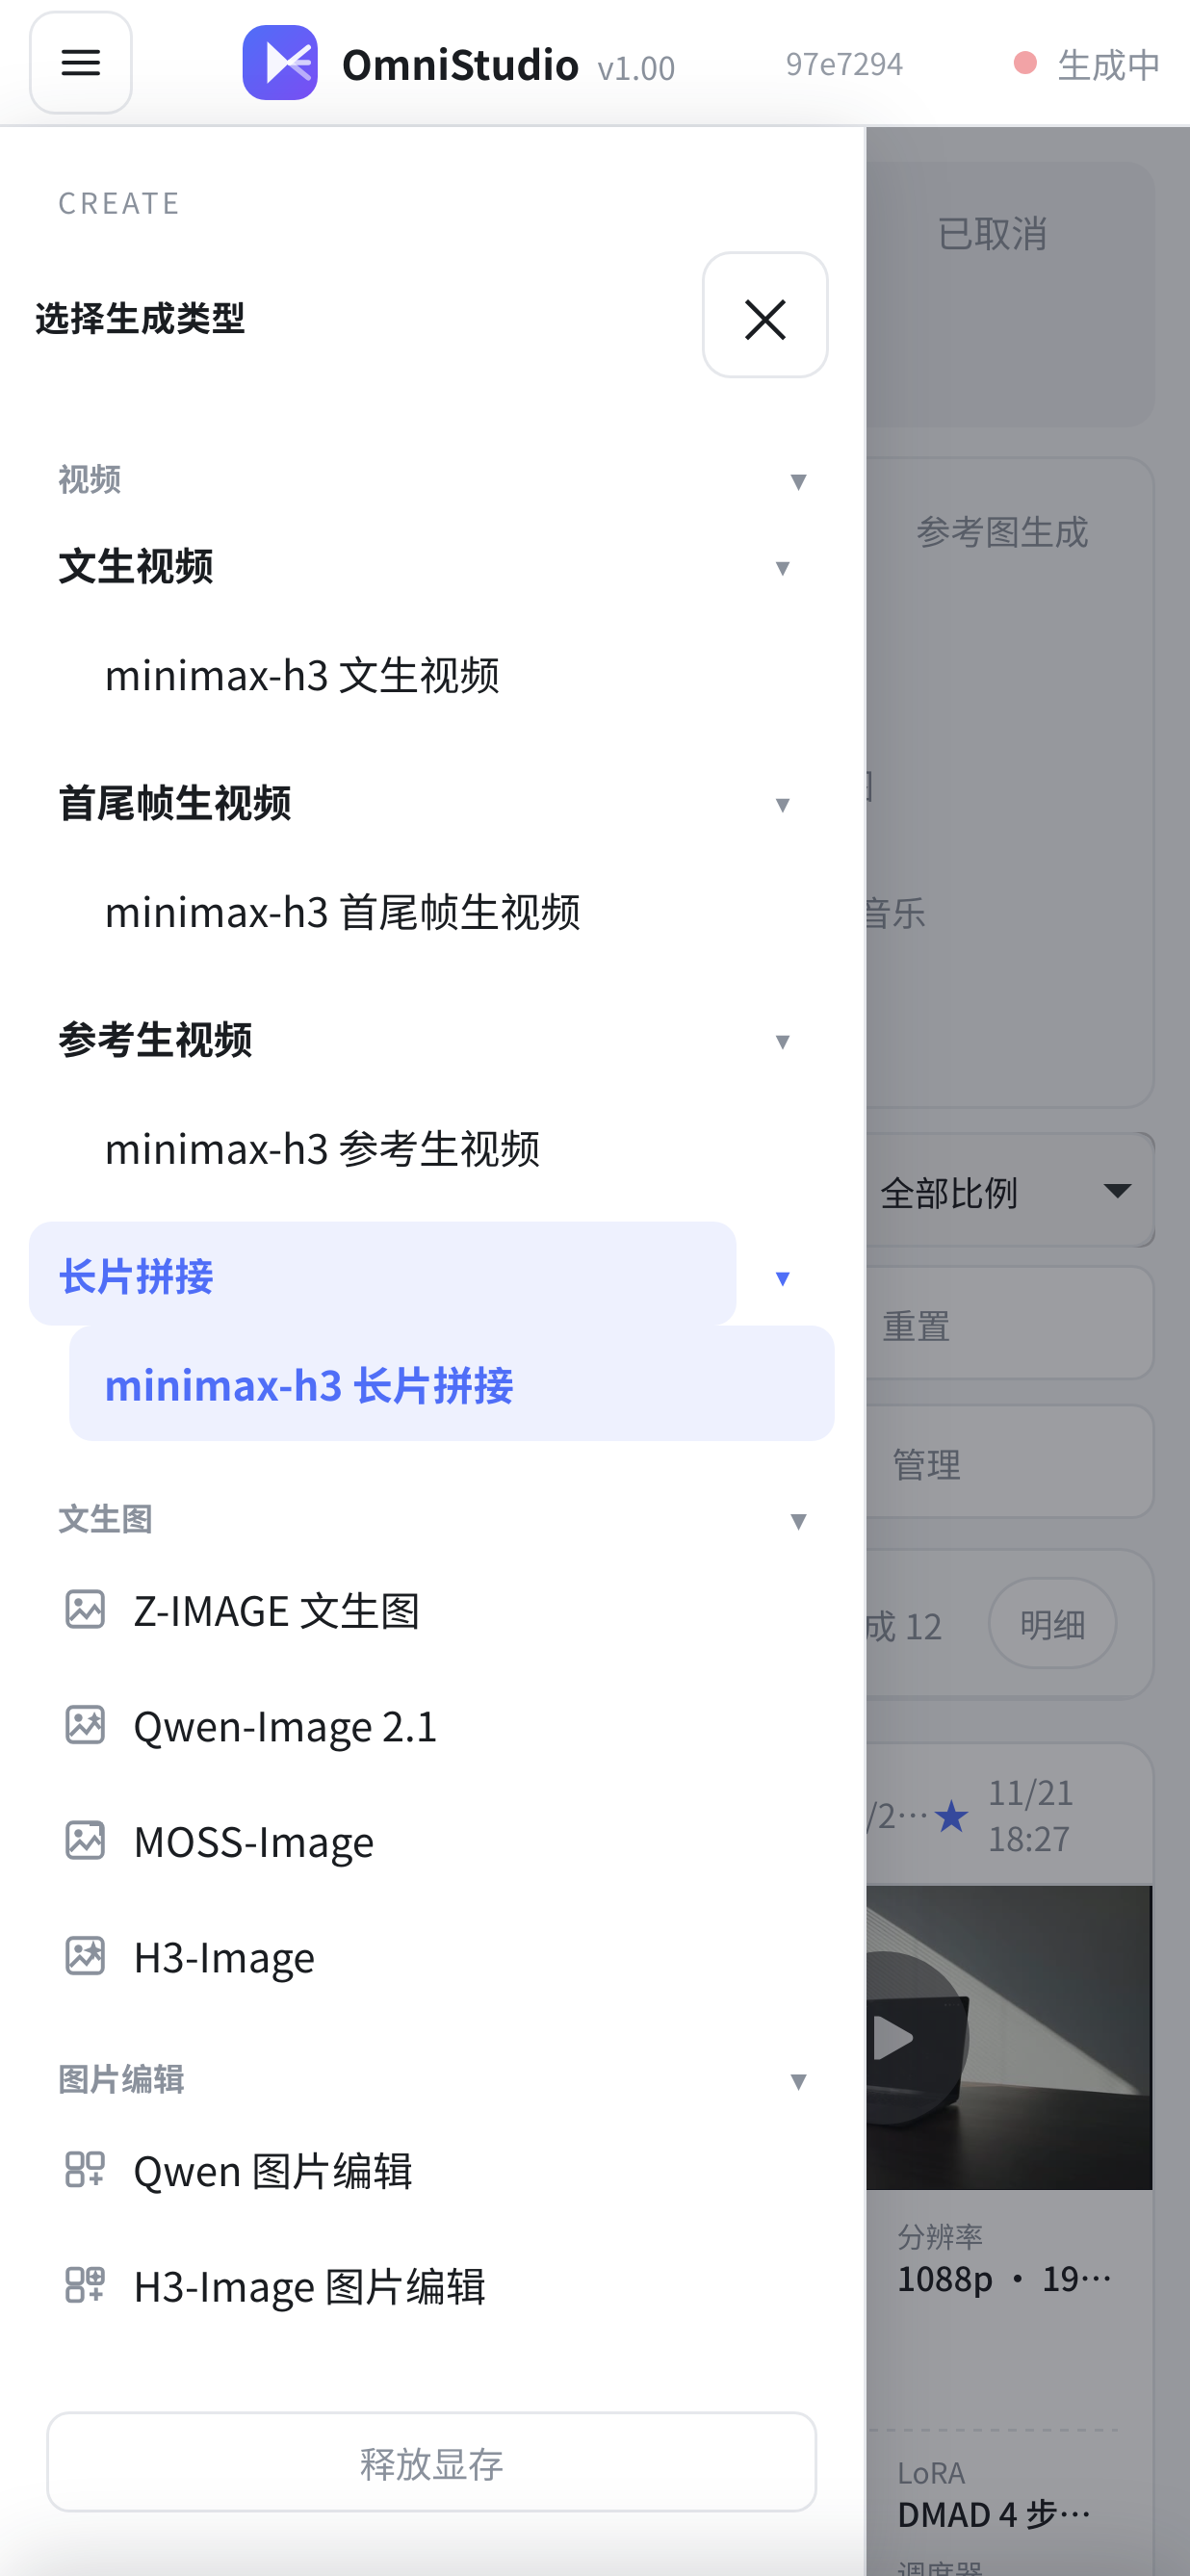 OmniStudio v1.00 97e7294 生成中
CREATE
选择生成类型
视频
文生视频
minimax-h3 文生视频
首尾帧生视频
minimax-h3 首尾帧生视频
参考生视频
minimax-h3 参考生视频
长片拼接
minimax-h3 长片拼接
文生图
Z-IMAGE 文生图
Qwen-Image 2.1
MOSS-Image
H3-Image
图片编辑
Qwen 图片编辑
H3-Image 图片编辑
释放显存
已取消
参考图生成
音乐
全部比例
重置
管理
成 12 明细
/2… ★ 11/21
18:27
分辨率
1088p · 19…
LoRA
DMAD 4 步…
调度器